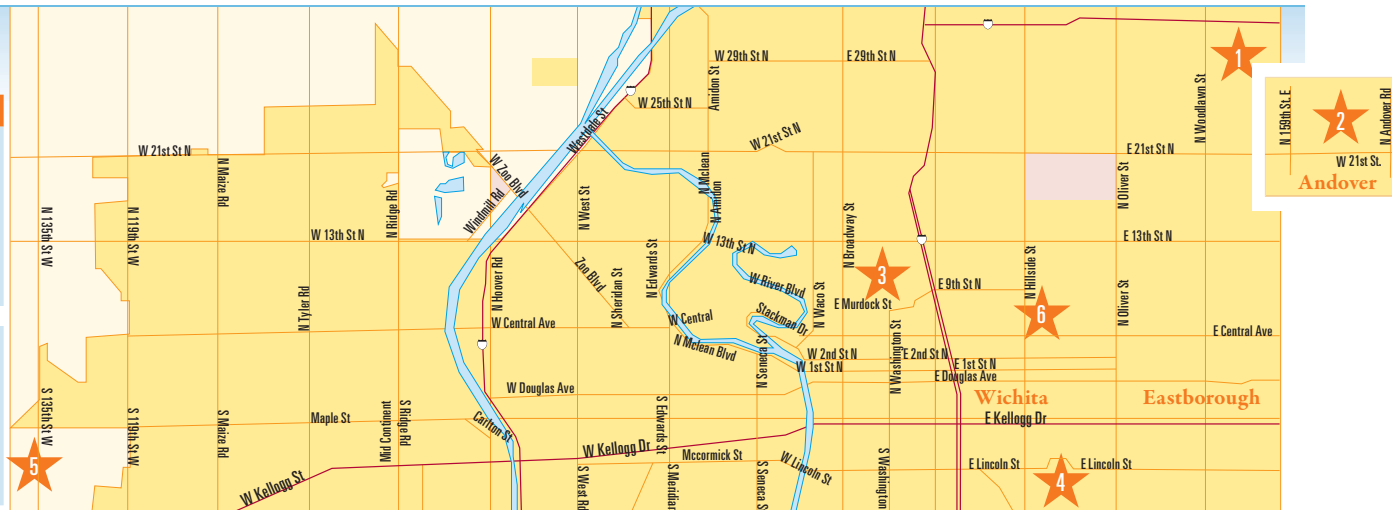 W 29th St N
E 29th St N
1
Amidon St
W 25th St N
N Woodlawn St
N 159th St. E
2
N Andover Rd
Westdale St
W 21st St N
W 21st St N
E 21st St N
W 21st St.
Andover
N Maize Rd
W Zoo Blvd
N Mclean
N Oliver St
N Ridge Rd
Windmill Rd
N West St
N Amidon
N 135th St W
N 119th St W
W 13th St N
W 13th St N
N Broadway St
E 13th St N
N Tyler Rd
N Hoover Rd
Zoo Blvd
N Sheridan St
N Edwards St
W River Blvd
N Waco St
3
E Murdock St
E 9th St N
N Hillside St
6
N Oliver St
W Central Ave
W Central
Stackman Dr
E Central Ave
N Mclean Blvd
N Seneca St
W 2nd St N
W 1st St N
N Washington St
E 2nd St N
E 1st St N
E Douglas Ave
W Douglas Ave
Wichita
Eastborough
S 135th St W
S 119th St W
S Maize Rd
Maple St
Mid Continent
S Ridge Rd
Carlton St
S Edwards St
E Kellogg Dr
5
W Kellogg St
W Kellogg Dr
Mccormick St
W Lincoln St
E Lincoln St
E Lincoln St
4
S West Rd
S Meridian
S Seneca S
S Washington